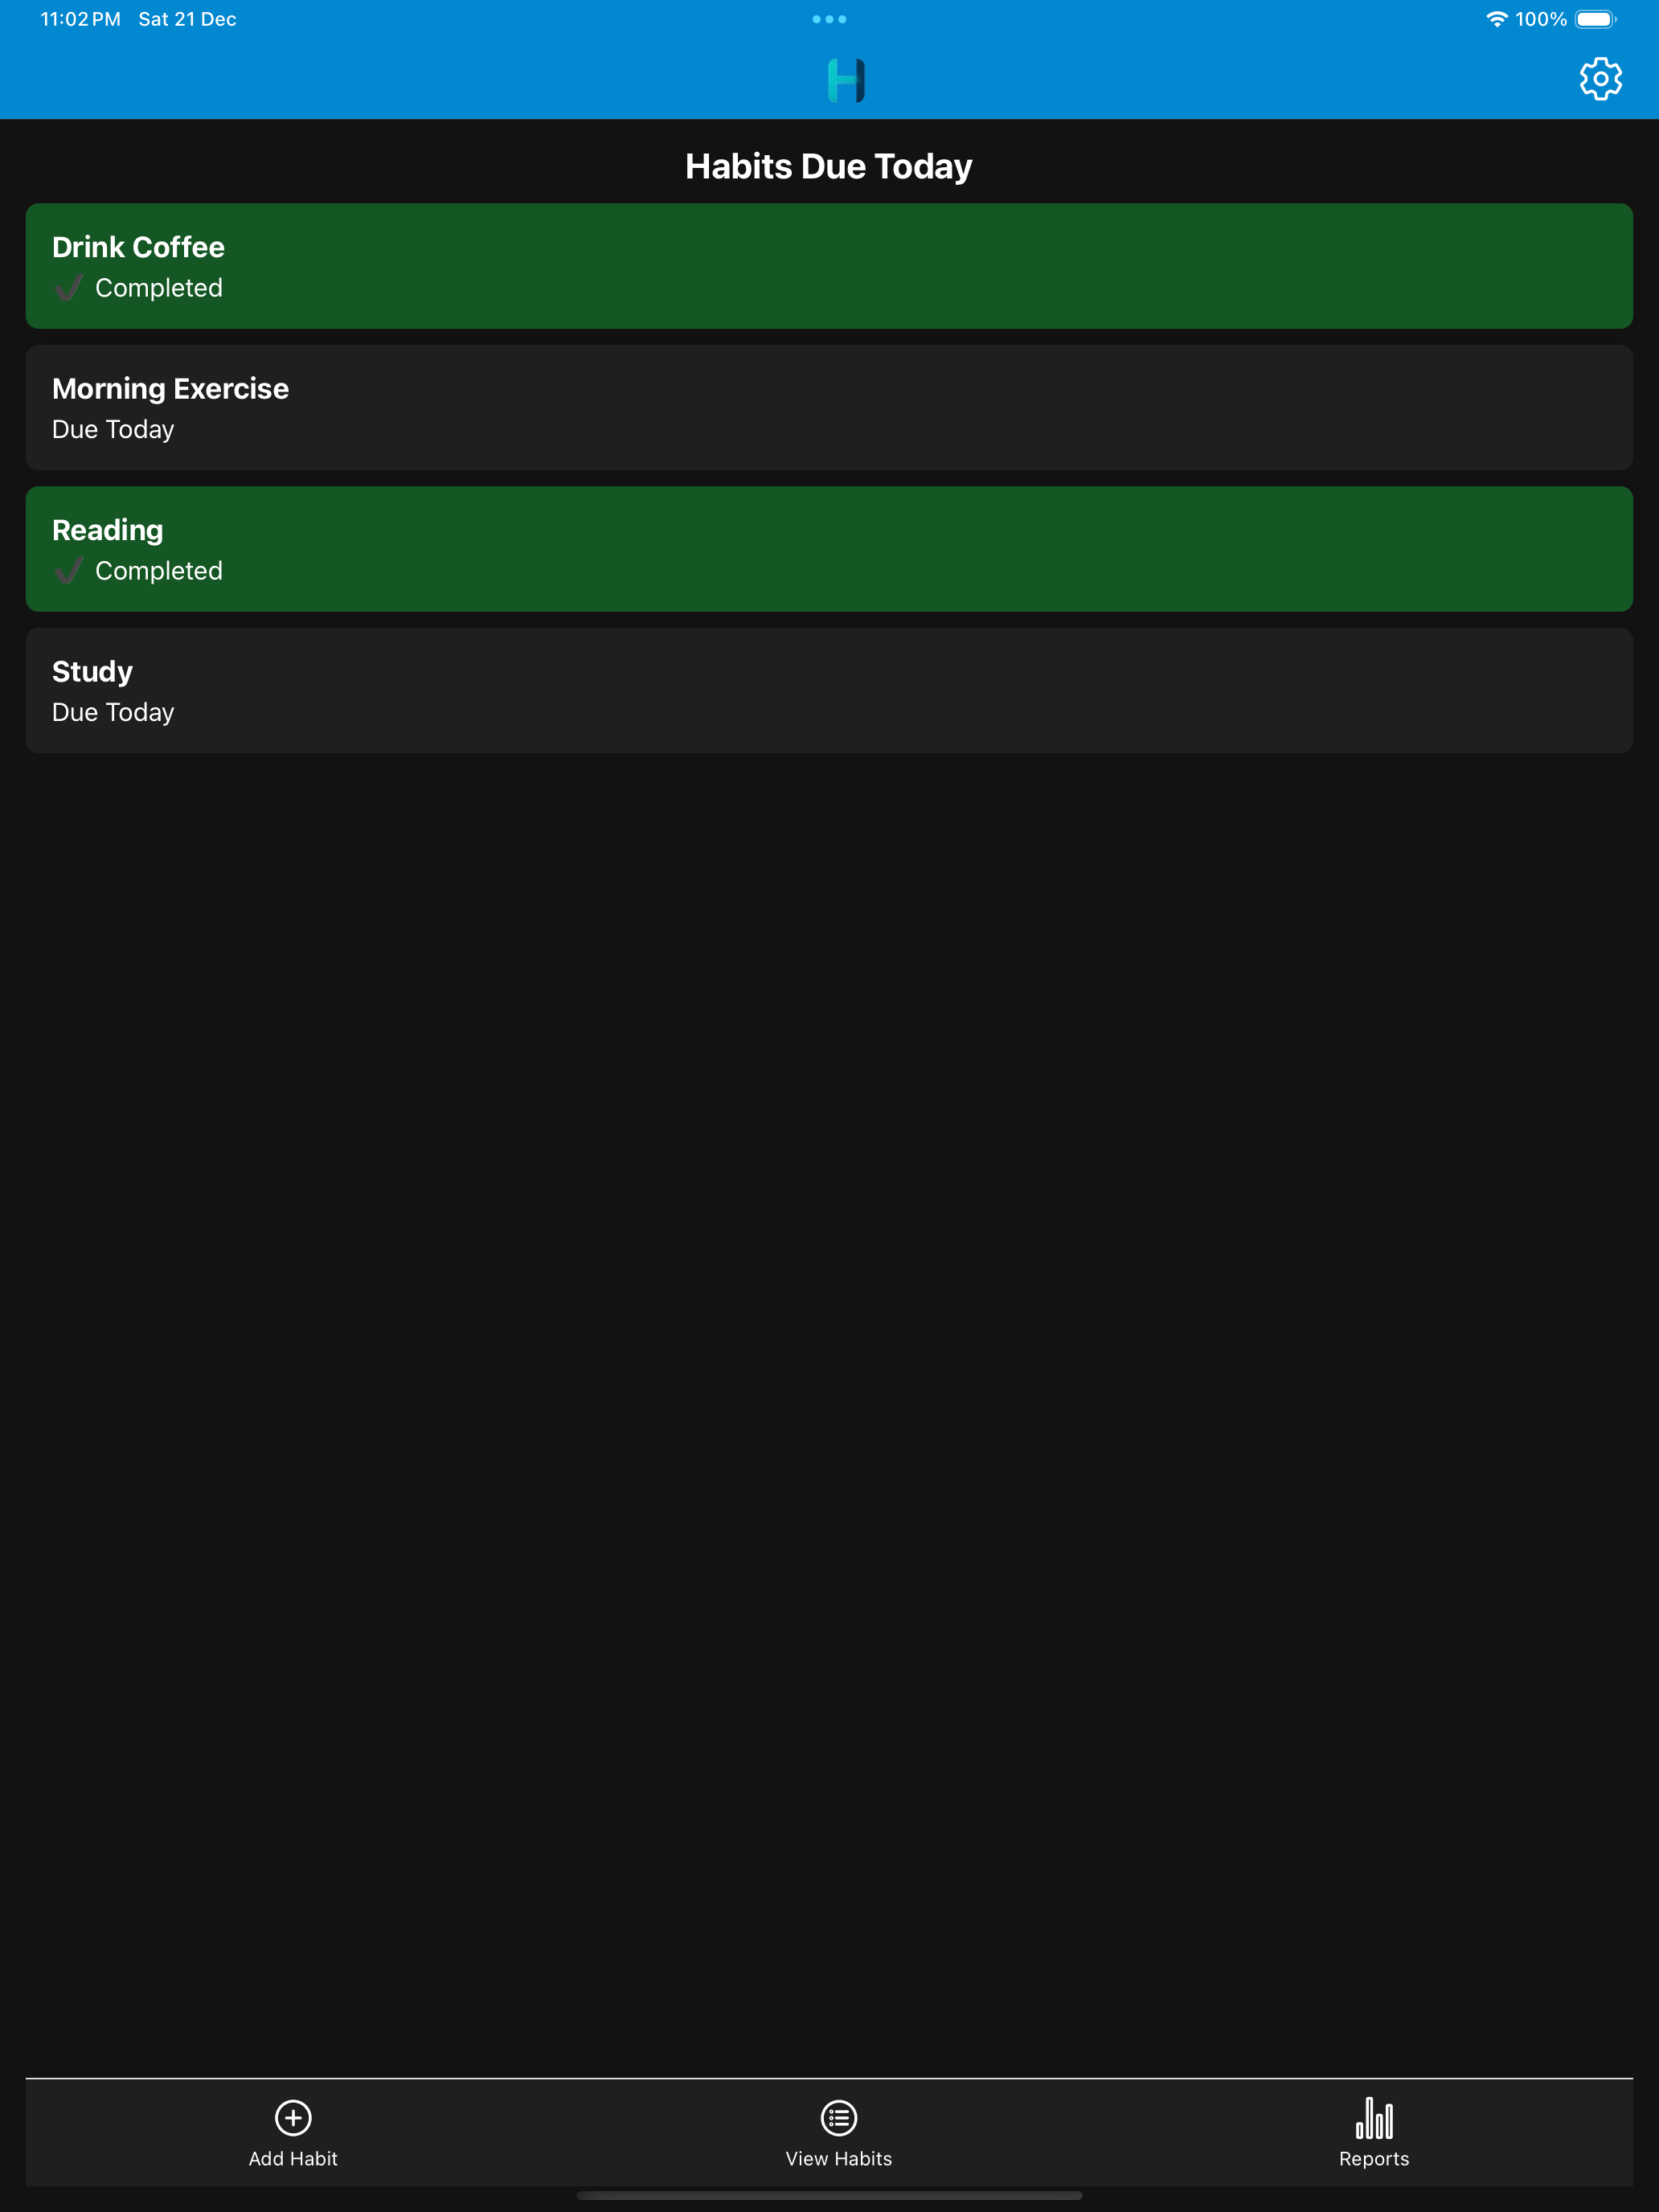 11:02 PM Sat 21 Dec 100%
H
Habits Due Today
Drink Coffee
✔ Completed
Morning Exercise
Due Today
Reading
✔ Completed
Study
Due Today
Add Habit View Habits Reports